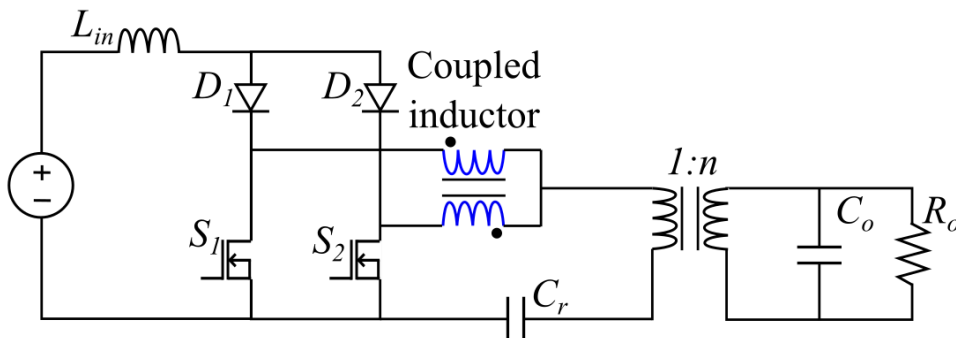 L_in
D_1
D_2
Coupled
inductor
1:n
S_1
S_2
C_o
R_o
C_r